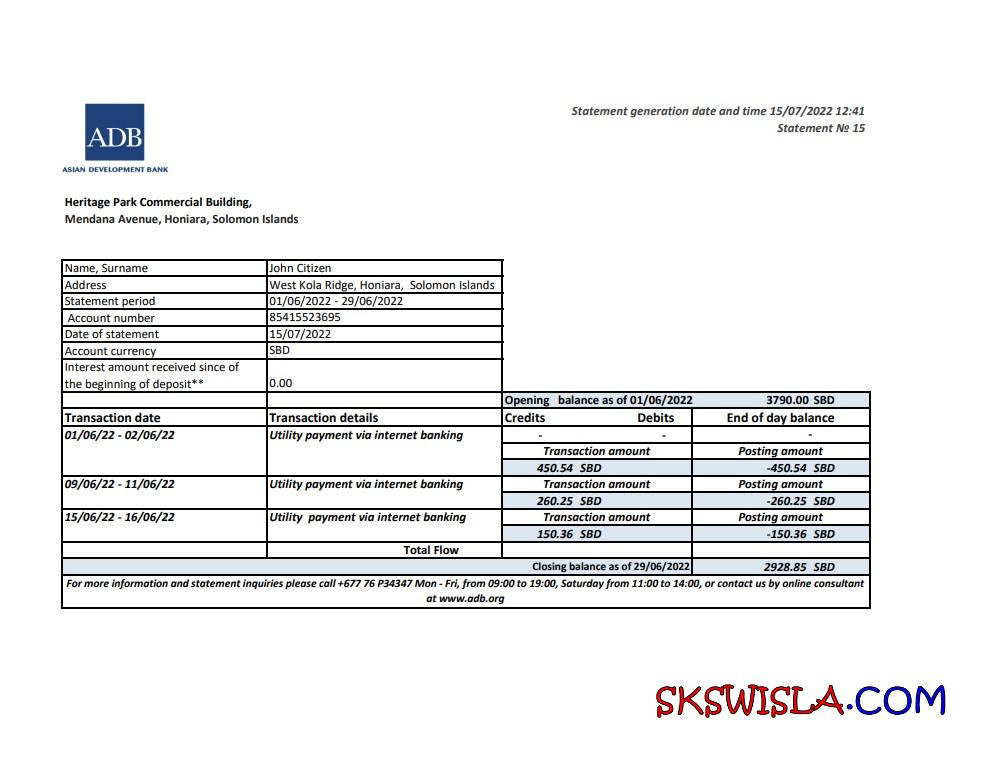 ADB
ASIAN DEVELOPMENT BANK
Statement generation date and time 15/07/2022 12:41
Statement № 15
Heritage Park Commercial Building,
Mendana Avenue, Honiara, Solomon Islands
Name, Surname John Citizen
Address West Kola Ridge, Honiara, Solomon Islands
Statement period 01/06/2022 - 29/06/2022
Account number 85415523695
Date of statement 15/07/2022
Account currency SBD
Interest amount received since of
the beginning of deposit** 0.00
Opening balance as of 01/06/2022 3790.00 SBD
Transaction date Transaction details Credits Debits End of day balance
01/06/22 - 02/06/22 Utility payment via internet banking - - -
Transaction amount Posting amount
450.54 SBD -450.54 SBD
09/06/22 - 11/06/22 Utility payment via internet banking Transaction amount Posting amount
260.25 SBD -260.25 SBD
15/06/22 - 16/06/22 Utility payment via internet banking Transaction amount Posting amount
150.36 SBD -150.36 SBD
Total Flow
Closing balance as of 29/06/2022 2928.85 SBD
For more information and statement inquiries please call +677 76 P34347 Mon - Fri, from 09:00 to 19:00, Saturday from 11:00 to 14:00, or contact us by online consultant
at www.adb.org
SKSWISLA.COM